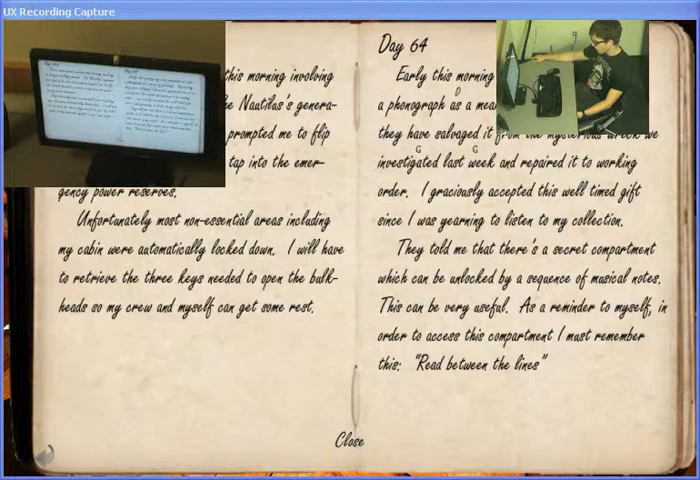 UX Recording Capture
this morning involving
e Nautilus's genera-
prompted me to flip
tap into the emer-
gency power reserves.
Unfortunately most non-essential areas including
my cabin were automatically locked down. I will have
to retrieve the three keys needed to open the bulk-
heads so my crew and myself can get some rest.
Day 64
Early this morning
D
a phonograph as a mea
they have salvaged it from the mysterious wreck we
G G
investigated last week and repaired it to working
order. I graciously accepted this well timed gift
since I was yearning to listen to my collection.
They told me that there's a secret compartment
which can be unlocked by a sequence of musical notes.
This can be very useful. As a reminder to myself, in
order to access this compartment I must remember
this: "Read between the lines"
Close